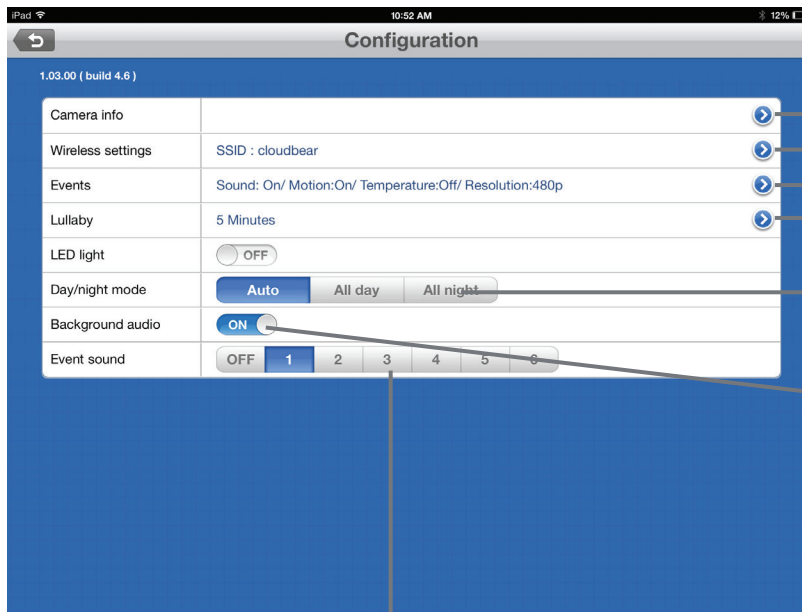 iPad 10:52 AM 12%
Configuration
1.03.00 ( build 4.6 )
Camera info
Wireless settings SSID : cloudbear
Events Sound: On/ Motion:On/ Temperature:Off/ Resolution:480p
Lullaby 5 Minutes
LED light OFF
Day/night mode Auto All day All night
Background audio ON
Event sound OFF 1 2 3 4 5 6